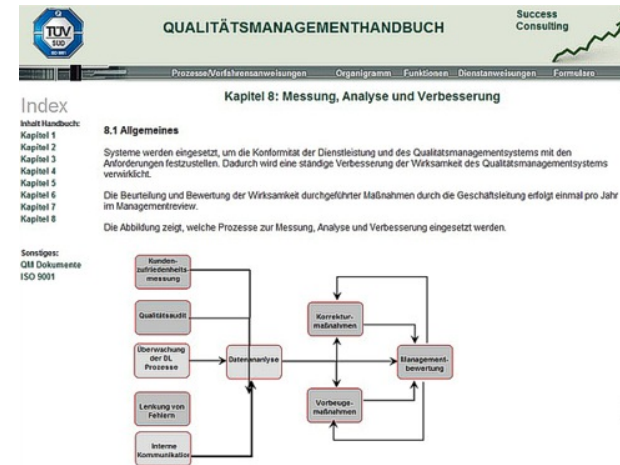 TÜV
SÜD
ISO 9001
QUALITÄTSMANAGEMENTHANDBUCH
Success
Consulting
Prozesse/Verfahrensanweisungen Organigramm Funktionen Dienstanweisungen Formulare
Index
Inhalt Handbuch:
Kapitel 1
Kapitel 2
Kapitel 3
Kapitel 4
Kapitel 5
Kapitel 6
Kapitel 7
Kapitel 8
Sonstiges:
QM Dokumente
ISO 9001
Kapitel 8: Messung, Analyse und Verbesserung
8.1 Allgemeines
Systeme werden eingesetzt, um die Konformität der Dienstleistung und des Qualitätsmanagementsystems mit den
Anforderungen festzustellen. Dadurch wird eine ständige Verbesserung der Wirksamkeit des Qualitätsmanagementsystems
verwirklicht.
Die Beurteilung und Bewertung der Wirksamkeit durchgeführter Maßnahmen durch die Geschäftsleitung erfolgt einmal pro Jahr
im Managementreview.
Die Abbildung zeigt, welche Prozesse zur Messung, Analyse und Verbesserung eingesetzt werden.
Kunden-
zufriedenheits-
messung
Qualitätsaudit
Überwachung
der DL
Prozesse
Lenkung von
Fehlern
Interne
Kommunikation
Datenanalyse
Korrektur-
maßnahmen
Vorbeuge-
maßnahmen
Management-
bewertung